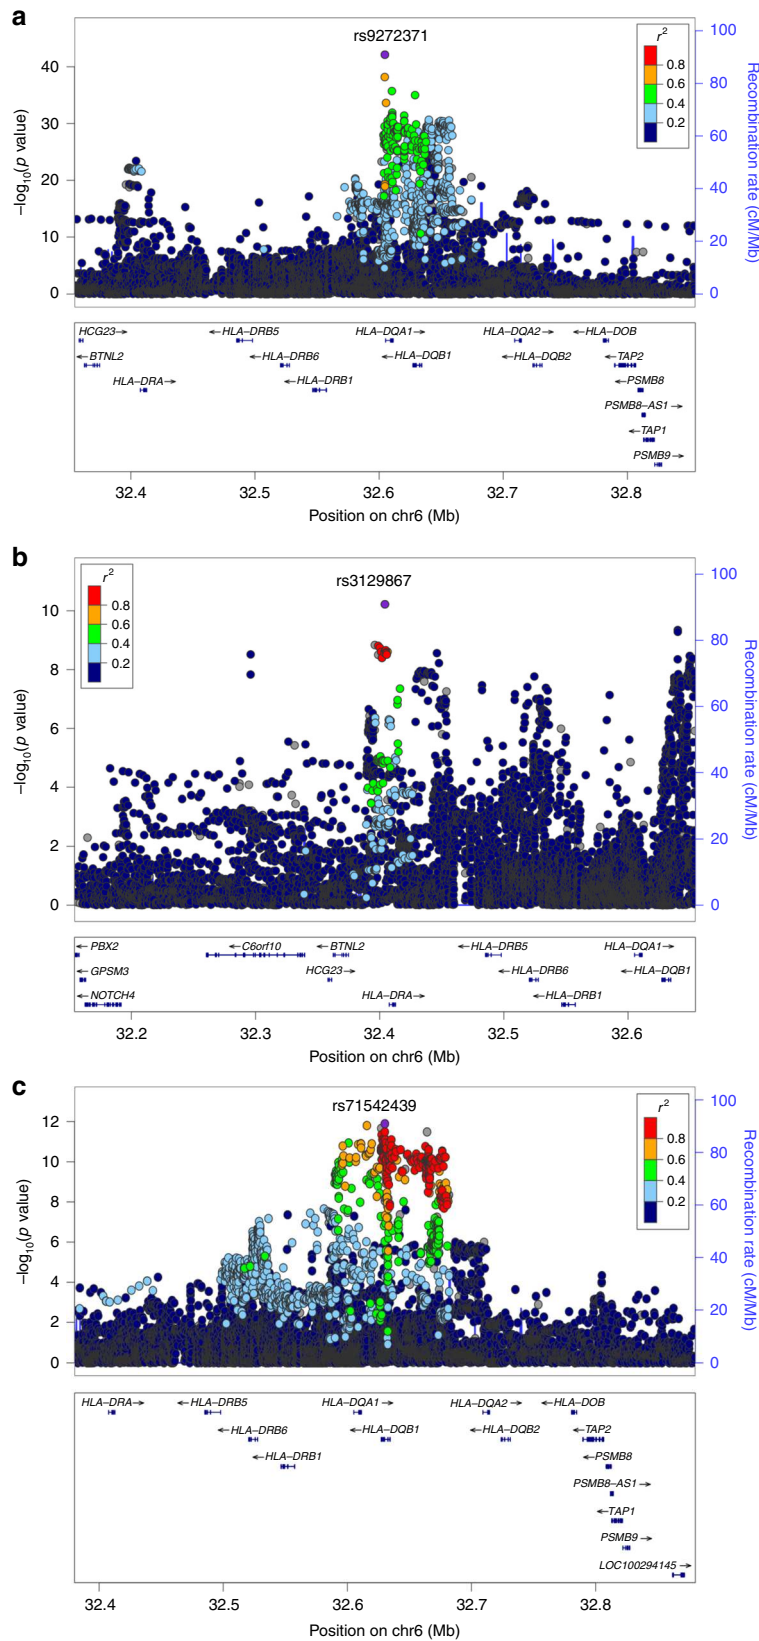 a
rs9272371
r2
0.8
0.6
0.4
0.2
40
30
20
10
0
–log10(p value)
100
80
60
40
20
0
Recombination rate (cM/Mb)
HCG23→
←HLA–DRB5
HLA–DQA1→
HLA–DQA2→
←HLA–DOB
←BTNL2
←HLA–DRB6
←HLA–DQB1
←HLA–DQB2
←TAP2
HLA–DRA→
←HLA–DRB1
←PSMB8
PSMB8–AS1→
←TAP1
PSMB9→
32.4 32.5 32.6 32.7 32.8
Position on chr6 (Mb)
b
rs3129867
r2
0.8
0.6
0.4
0.2
10
8
6
4
2
0
–log10(p value)
100
80
60
40
20
0
Recombination rate (cM/Mb)
←PBX2
←C6orf10
←BTNL2
←HLA–DRB5
HLA–DQA1→
←GPSM3
HCG23→
←HLA–DRB6
←HLA–DQB1
←NOTCH4
HLA–DRA→
←HLA–DRB1
32.2 32.3 32.4 32.5 32.6
Position on chr6 (Mb)
c
rs71542439
r2
0.8
0.6
0.4
0.2
12
10
8
6
4
2
0
–log10(p value)
100
80
60
40
20
0
Recombination rate (cM/Mb)
HLA–DRA→
←HLA–DRB5
HLA–DQA1→
HLA–DQA2→
←HLA–DOB
←HLA–DRB6
←HLA–DQB1
←HLA–DQB2
←TAP2
←HLA–DRB1
←PSMB8
PSMB8–AS1→
←TAP1
PSMB9→
LOC100294145→
32.4 32.5 32.6 32.7 32.8
Position on chr6 (Mb)